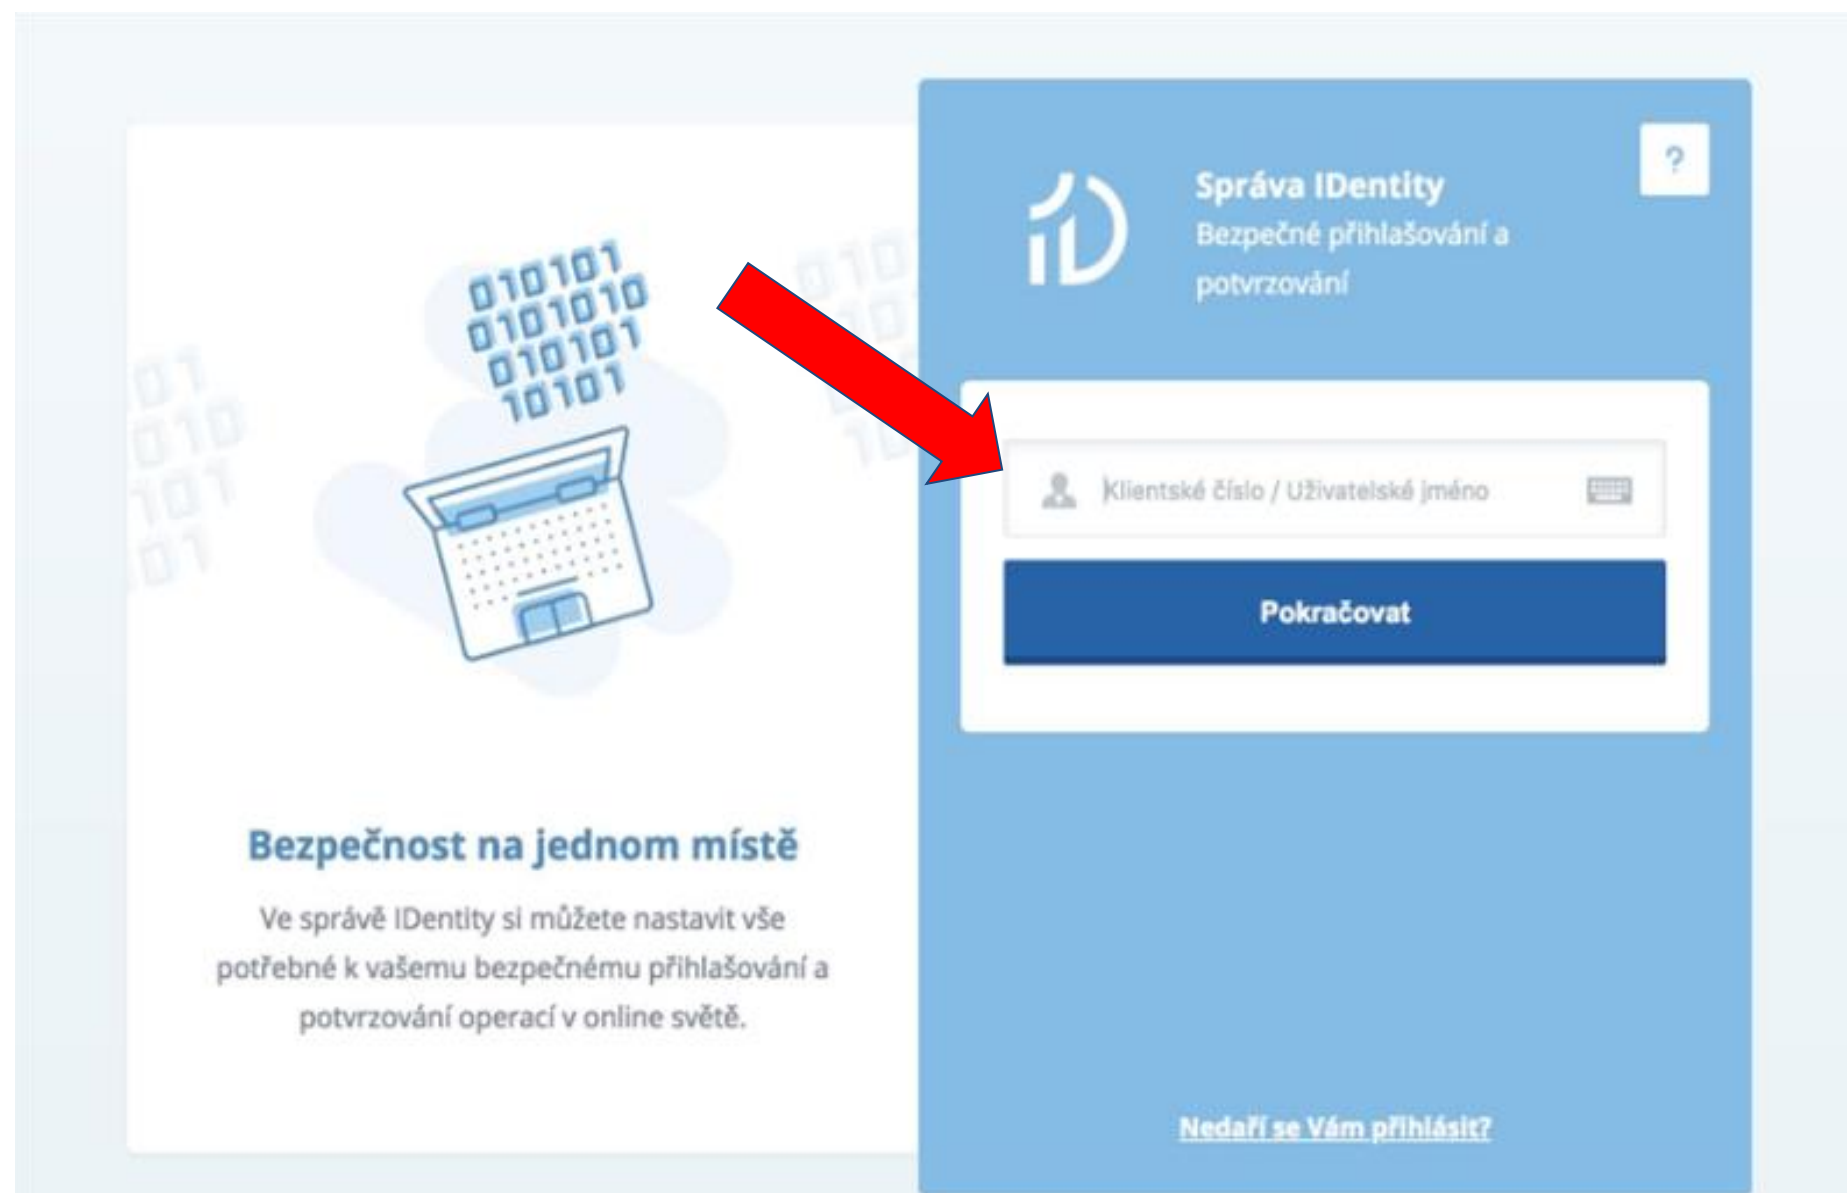 010101
0101010
010101
10101
Bezpečnost na jednom místě
Ve správě IDentity si můžete nastavit vše
potřebné k vašemu bezpečnému přihlašování a
potvrzování operací v online světě.
iD
Správa IDentity
Bezpečné přihlašování a
potvrzování
?
Klientské číslo / Uživatelské jméno
Pokračovat
Nedaří se Vám přihlásit?